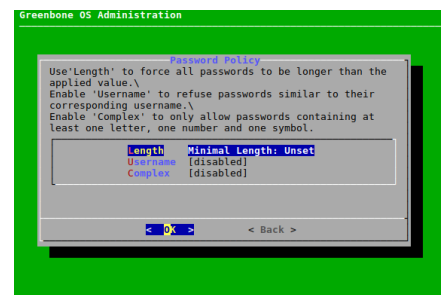 Greenbone OS Administration
Password Policy
Use'Length' to force all passwords to be longer than the
applied value.\
Enable 'Username' to refuse passwords similar to their
corresponding username.\
Enable 'Complex' to only allow passwords containing at
least one letter, one number and one symbol.
Length Minimal Length: Unset
Username [disabled]
Complex [disabled]
< OK > < Back >